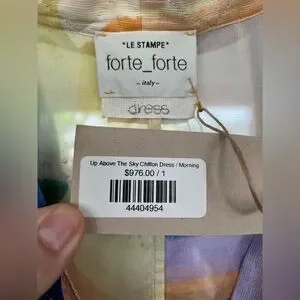 "LE STAMPE"
forte_forte
– italy –
dress
Up Above The Sky Chiffon Dress / Morning
$976.00 / 1
44404954